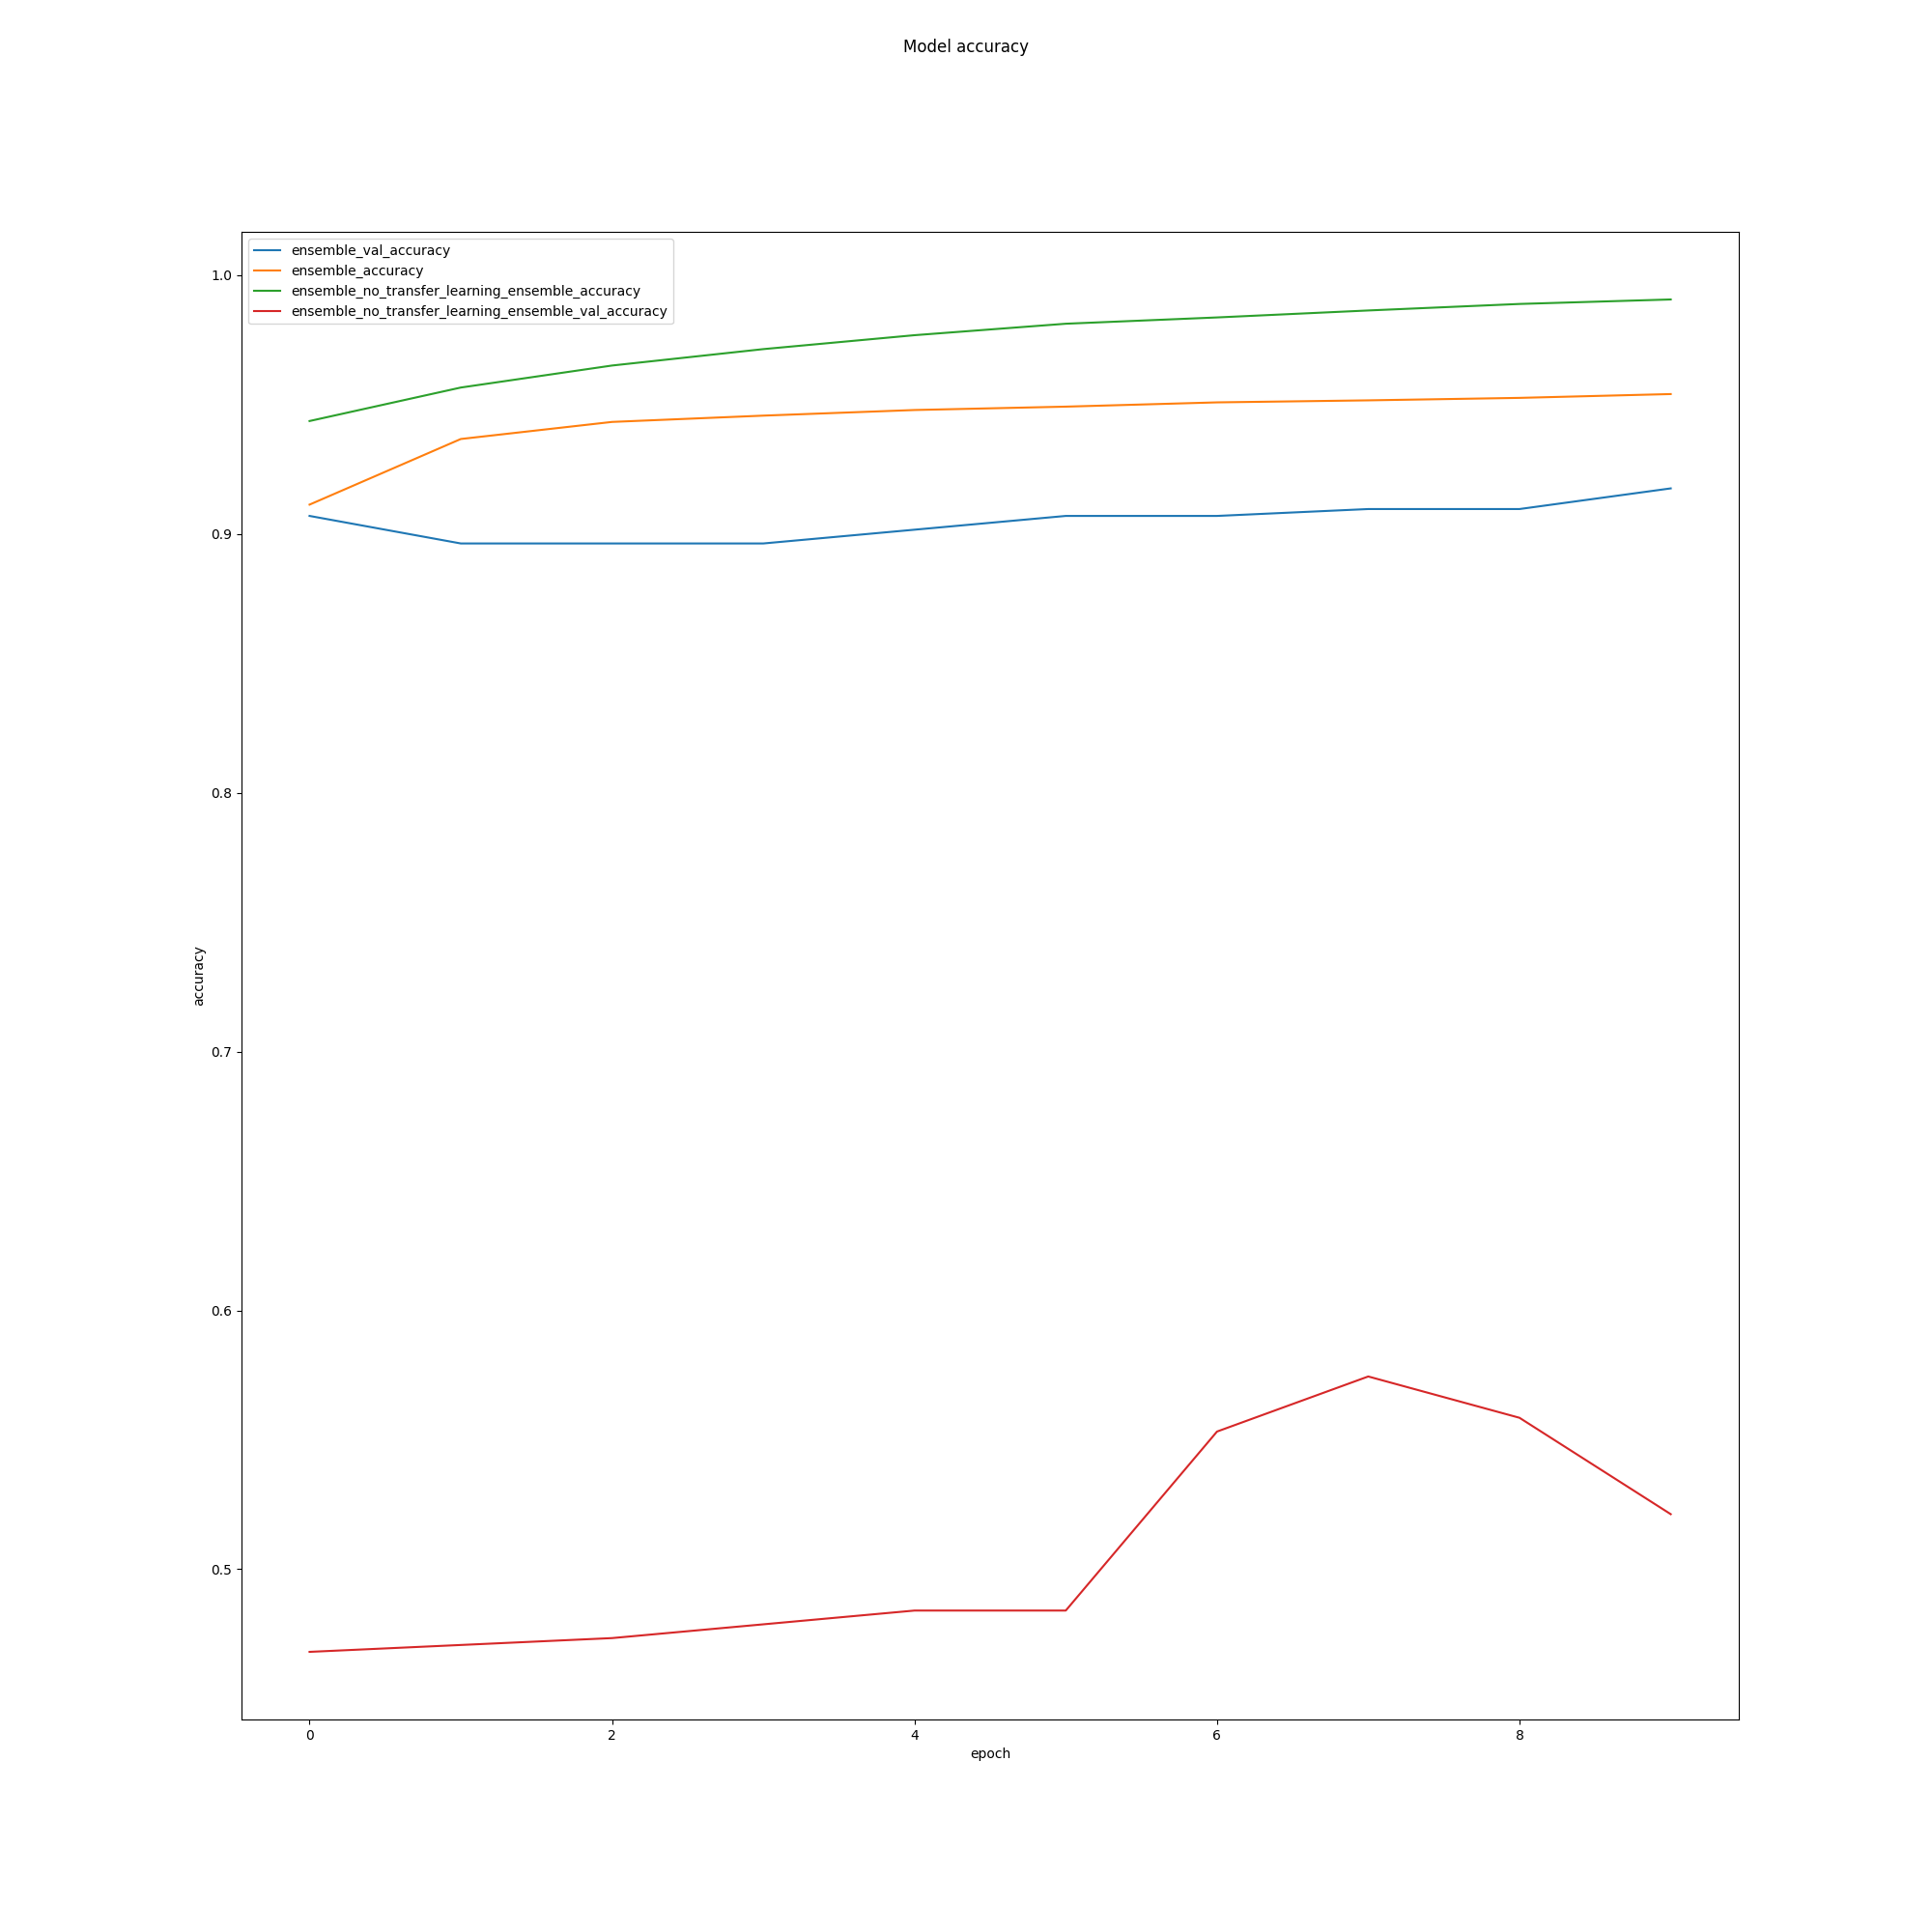 Model accuracy
ensemble_val_accuracy
ensemble_accuracy
ensemble_no_transfer_learning_ensemble_accuracy
ensemble_no_transfer_learning_ensemble_val_accuracy
1.0
0.9
0.8
0.7
0.6
0.5
accuracy
0 2 4 6 8
epoch